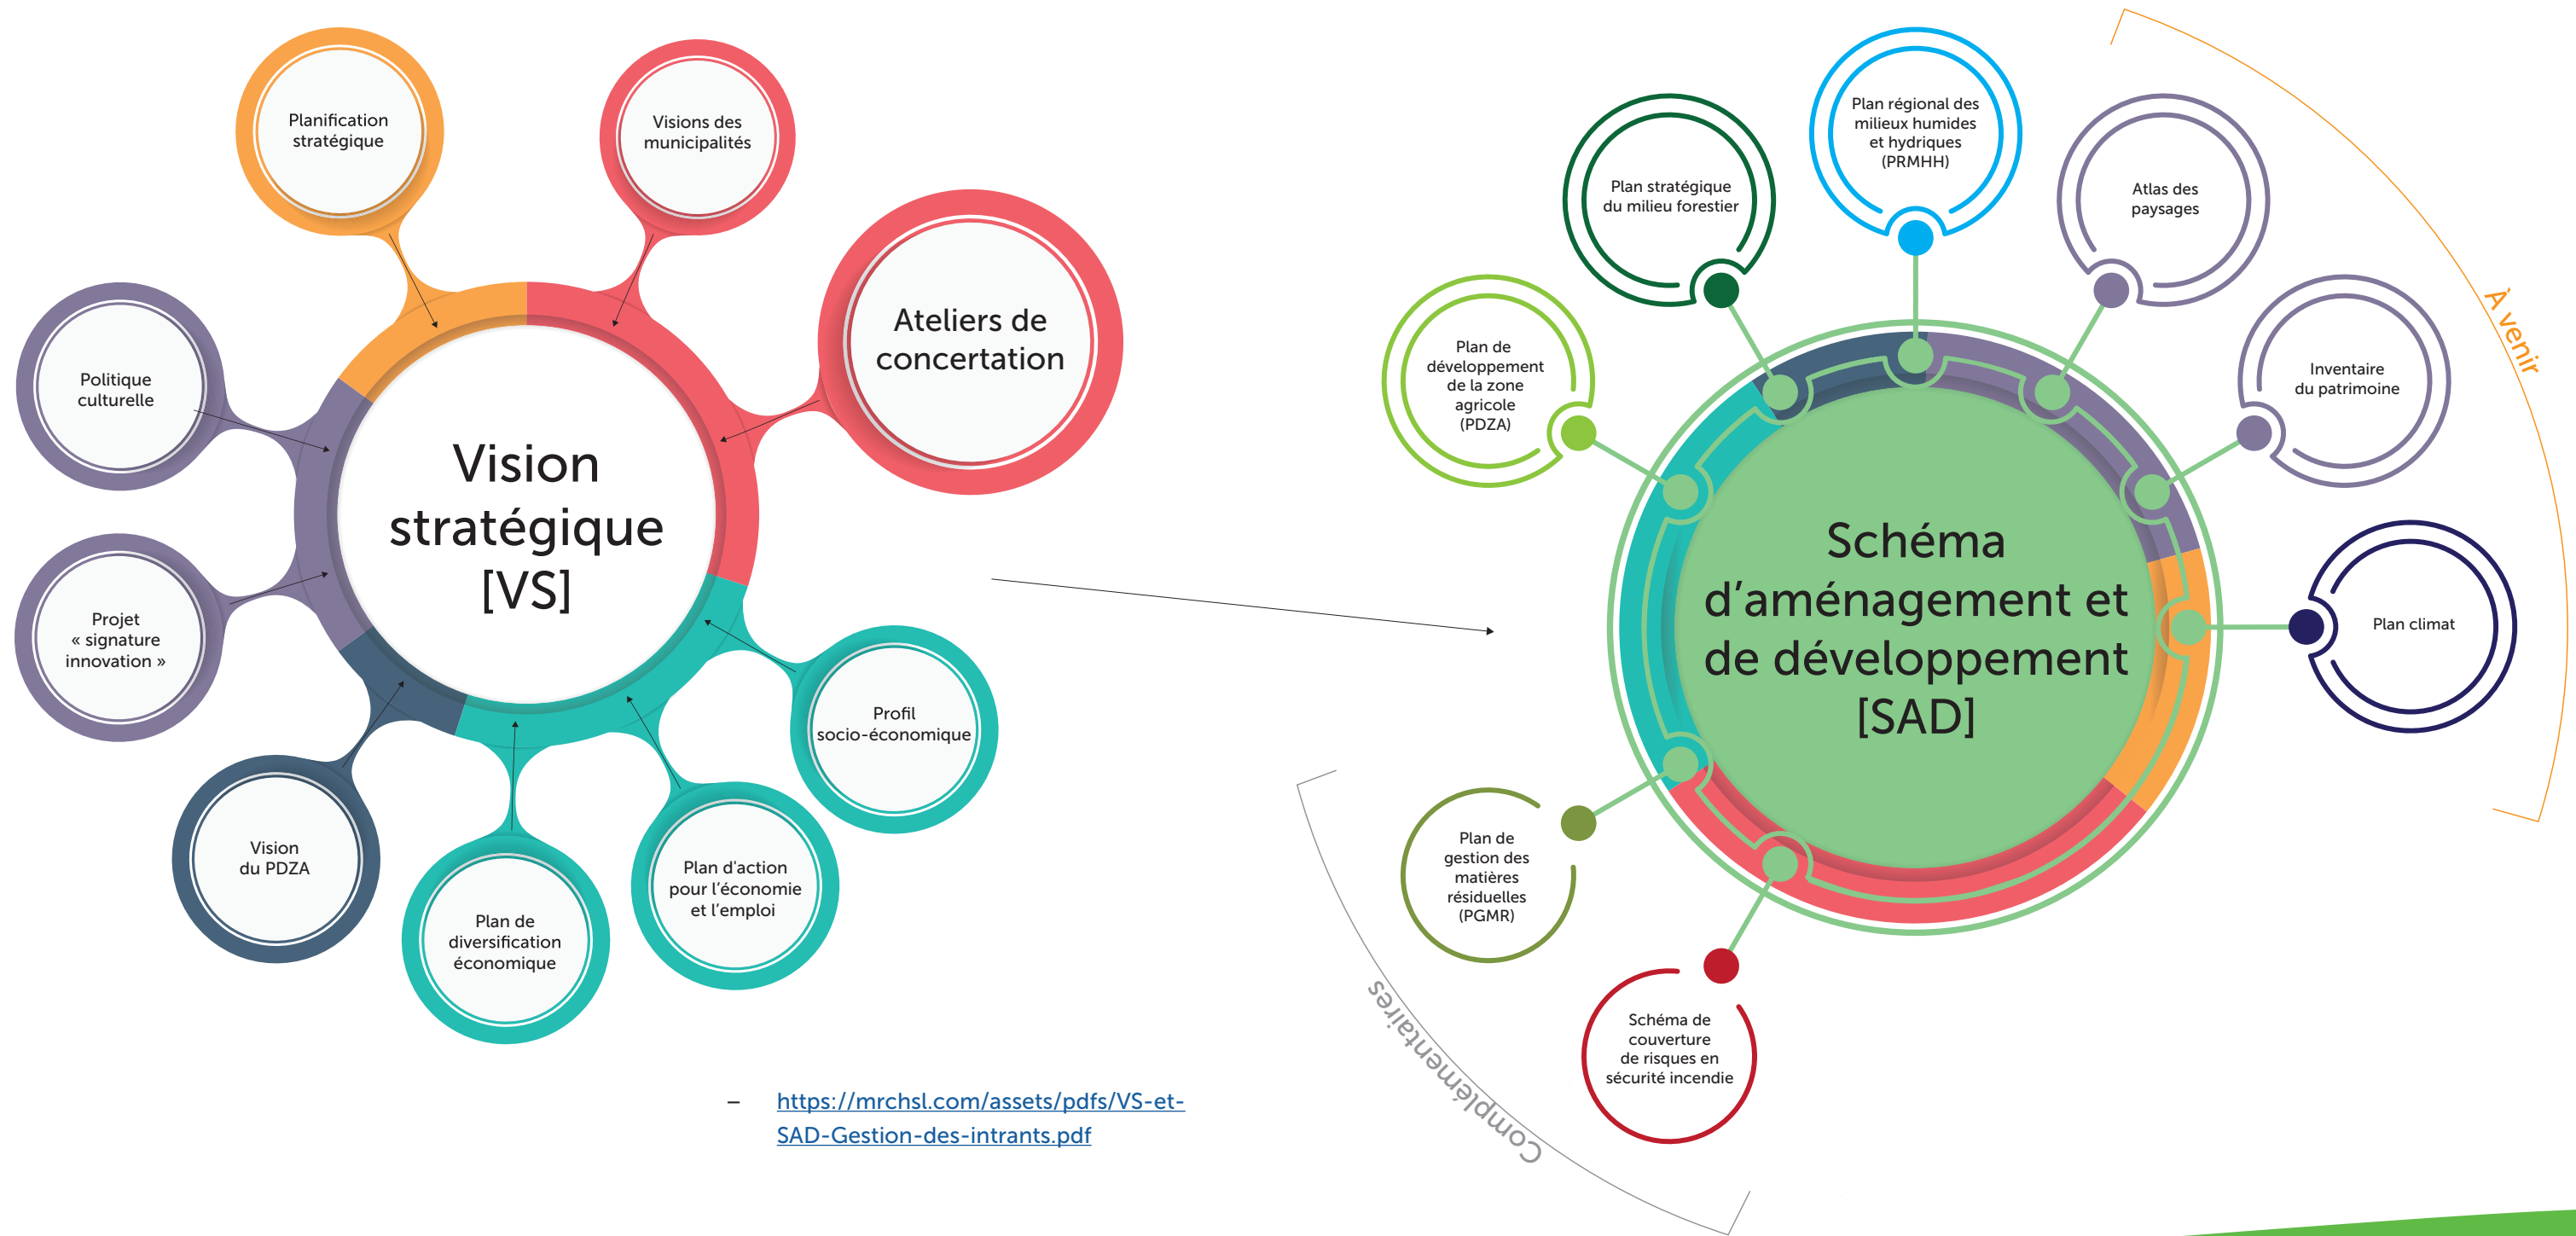 Planification
stratégique
Visions des
municipalités
Ateliers de
concertation
Politique
culturelle
Vision
stratégique
[VS]
Projet
« signature
innovation »
Profil
socio-économique
Vision
du PDZA
Plan d'action
pour l’économie
et l’emploi
Plan de
diversification
économique
– https://mrchsl.com/assets/pdfs/VS-et-
SAD-Gestion-des-intrants.pdf
Plan régional des
milieux humides
et hydriques
(PRMHH)
Plan stratégique
du milieu forestier
Atlas des
paysages
À venir
Plan de
développement
de la zone
agricole
(PDZA)
Inventaire
du patrimoine
Schéma
d’aménagement et
de développement
[SAD]
Plan climat
Plan de
gestion des
matières
résiduelles
(PGMR)
Schéma de
couverture
de risques en
sécurité incendie
Complémentaires